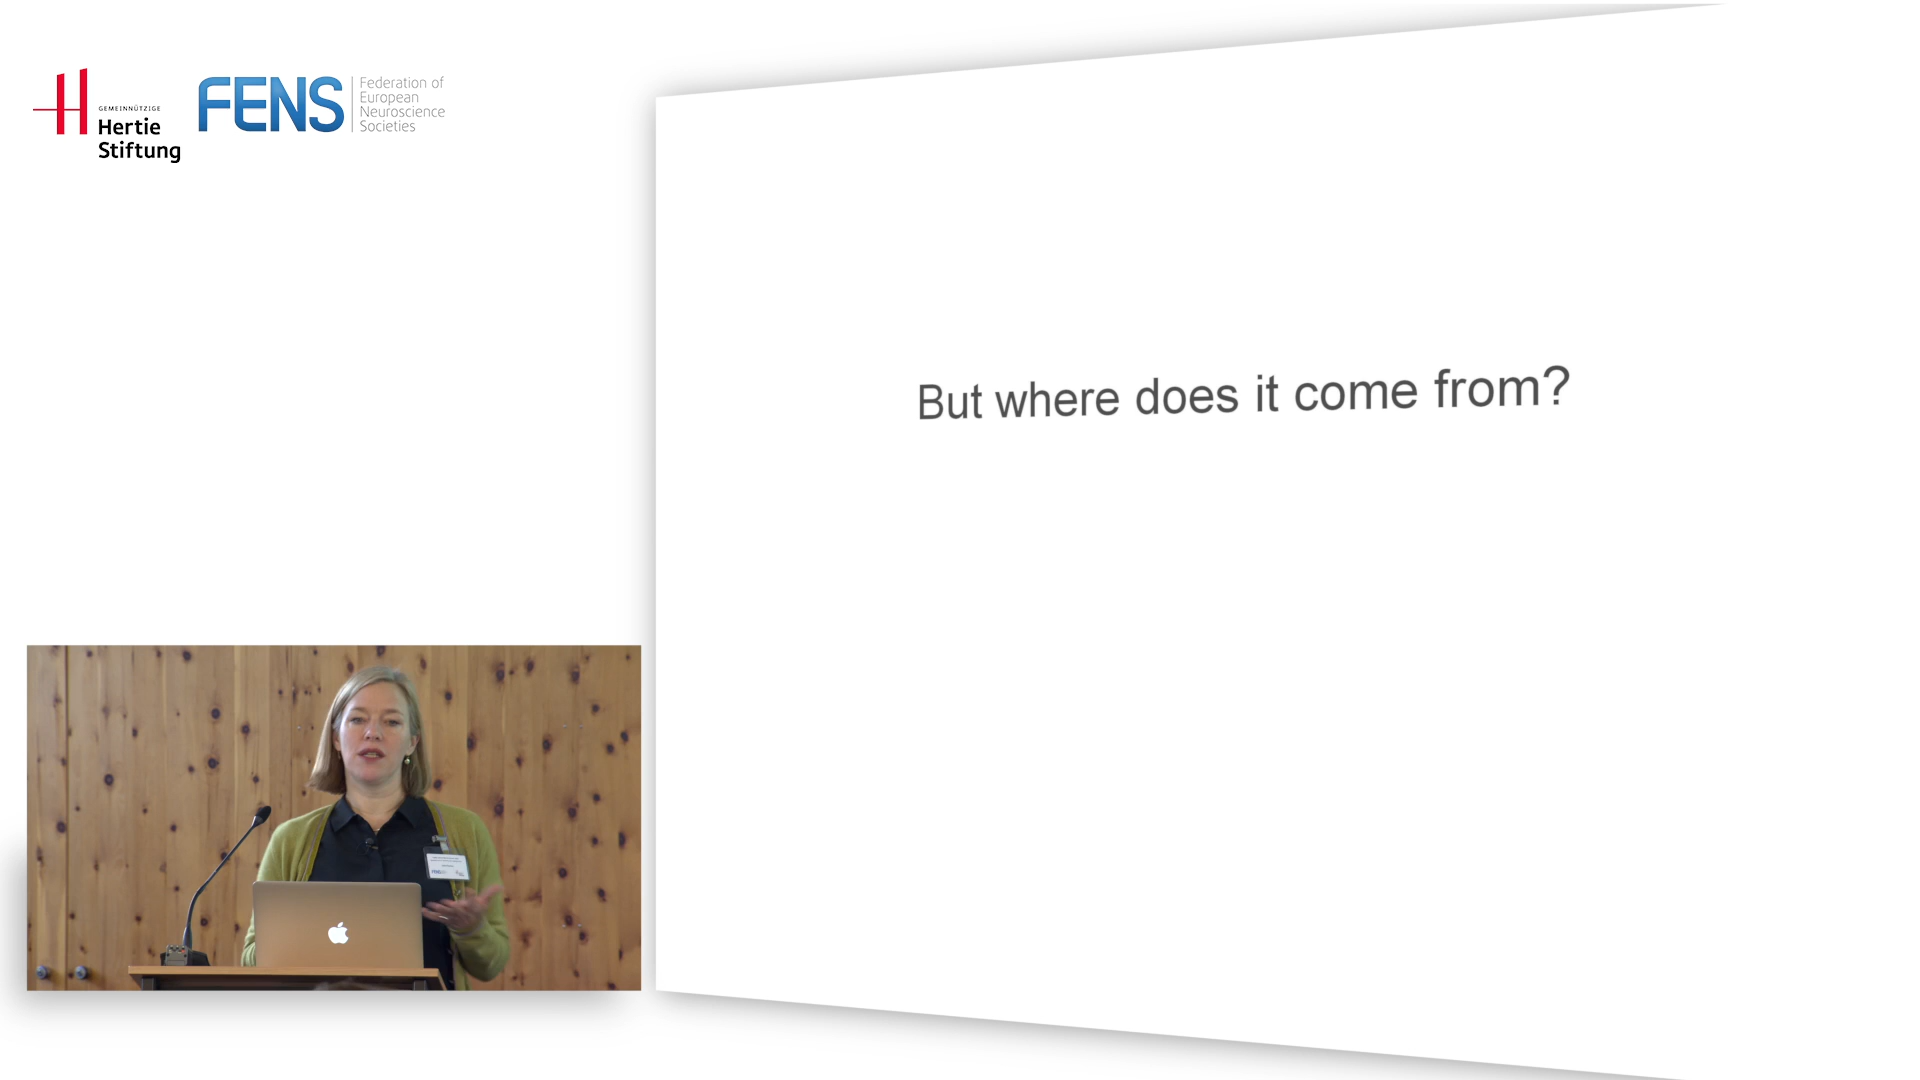 GEMEINNÜTZIGE
Hertie
Stiftung
FENS
Federation of
European
Neuroscience
Societies
But where does it come from?